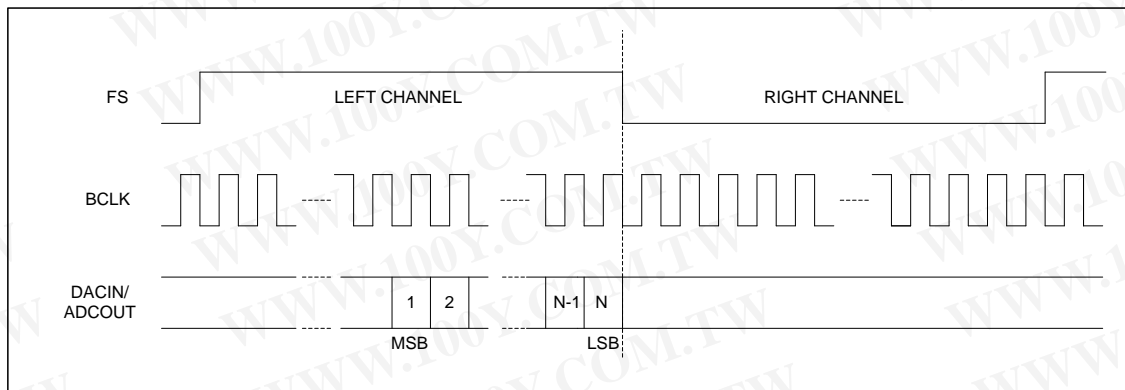 FS
LEFT CHANNEL
RIGHT CHANNEL
BCLK
DACIN/
ADCOUT
1 2 N-1 N
MSB LSB
WWW.100Y.COM.TW